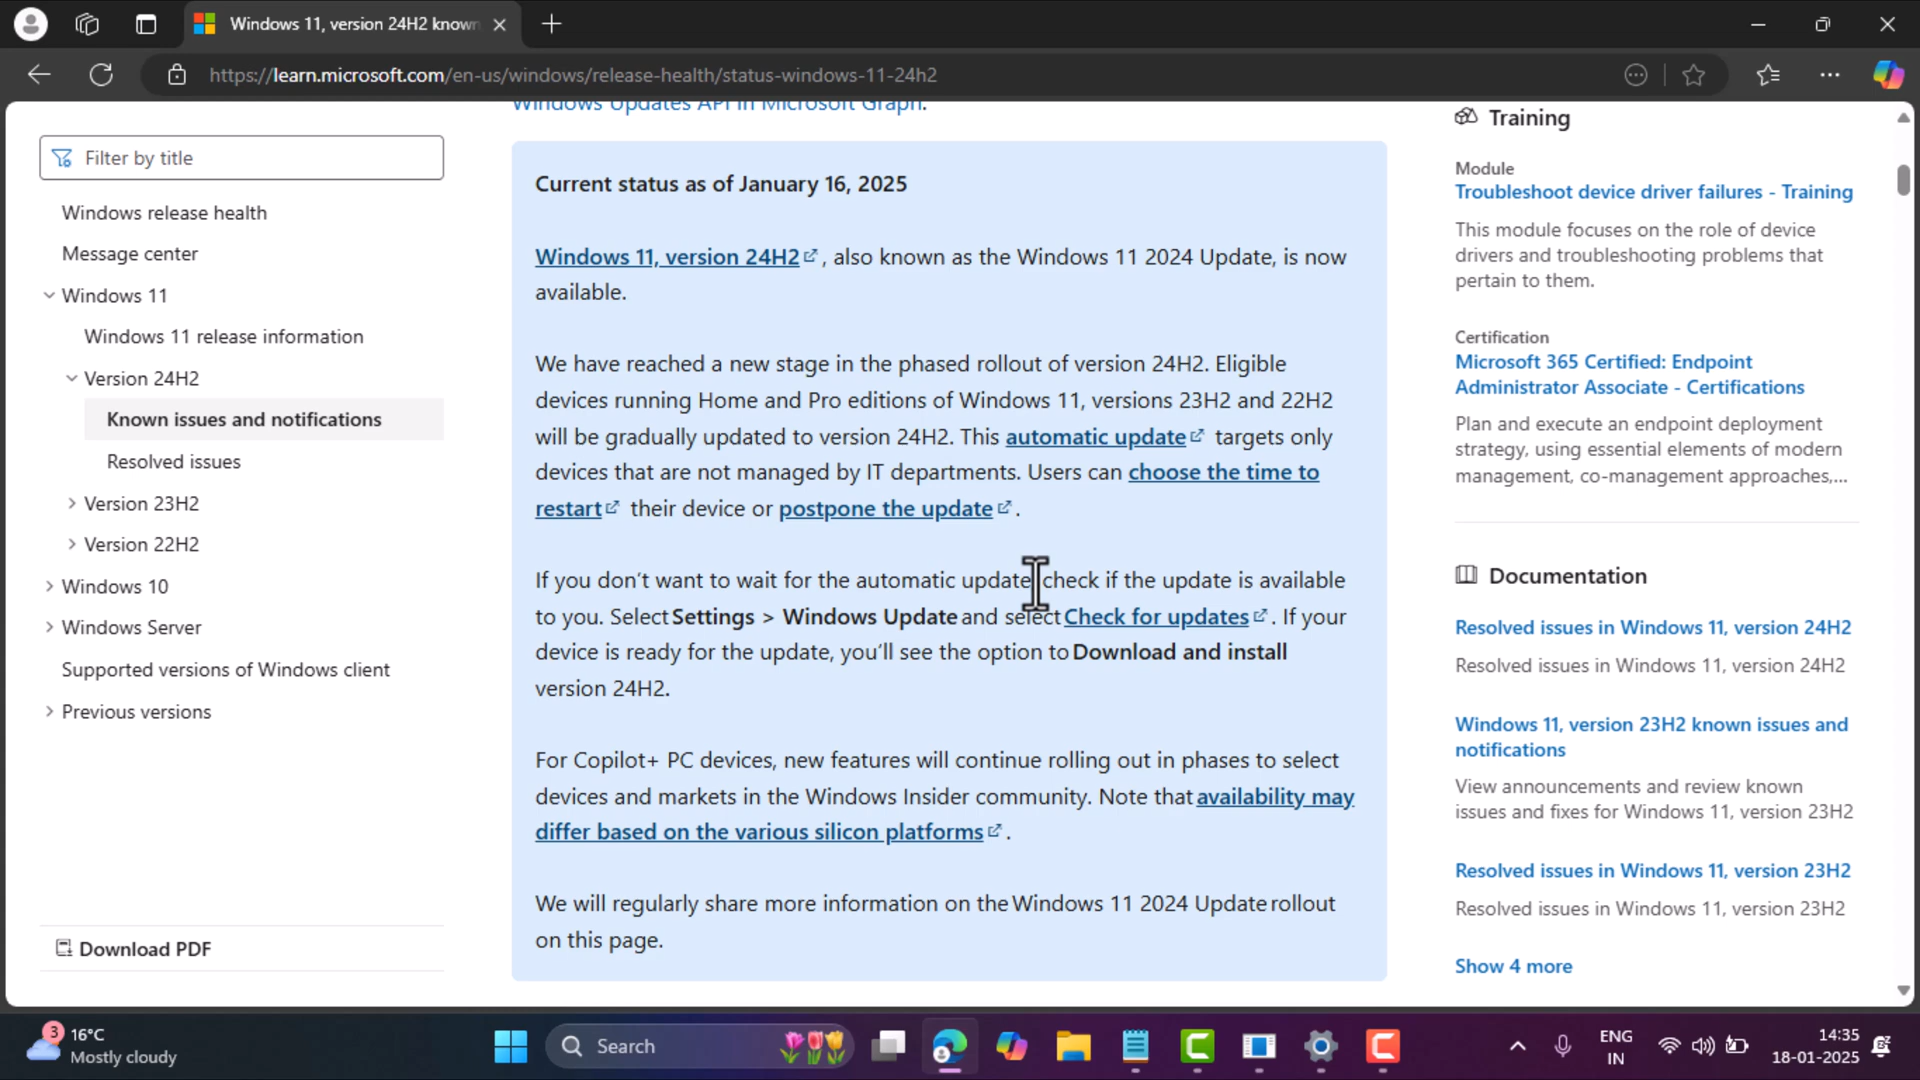 Windows 11, version 24H2 known
https://learn.microsoft.com/en-us/windows/release-health/status-windows-11-24h2
Filter by title
Windows release health
Message center
Windows 11
Windows 11 release information
Version 24H2
Known issues and notifications
Resolved issues
Version 23H2
Version 22H2
Windows 10
Windows Server
Supported versions of Windows client
Previous versions
Download PDF
Windows Updates API in Microsoft Graph.
Current status as of January 16, 2025
Windows 11, version 24H2 , also known as the Windows 11 2024 Update, is now
available.
We have reached a new stage in the phased rollout of version 24H2. Eligible
devices running Home and Pro editions of Windows 11, versions 23H2 and 22H2
will be gradually updated to version 24H2. This automatic update targets only
devices that are not managed by IT departments. Users can choose the time to
restart their device or postpone the update .
If you don't want to wait for the automatic update, check if the update is available
to you. Select Settings > Windows Update and select Check for updates . If your
device is ready for the update, you'll see the option to Download and install
version 24H2.
For Copilot+ PC devices, new features will continue rolling out in phases to select
devices and markets in the Windows Insider community. Note that availability may
differ based on the various silicon platforms .
We will regularly share more information on the Windows 11 2024 Update rollout
on this page.
Training
Module
Troubleshoot device driver failures - Training
This module focuses on the role of device
drivers and troubleshooting problems that
pertain to them.
Certification
Microsoft 365 Certified: Endpoint
Administrator Associate - Certifications
Plan and execute an endpoint deployment
strategy, using essential elements of modern
management, co-management approaches,...
Documentation
Resolved issues in Windows 11, version 24H2
Resolved issues in Windows 11, version 24H2
Windows 11, version 23H2 known issues and
notifications
View announcements and review known
issues and fixes for Windows 11, version 23H2
Resolved issues in Windows 11, version 23H2
Resolved issues in Windows 11, version 23H2
Show 4 more
3
16°C
Mostly cloudy
Search
ENG
IN
14:35
18-01-2025